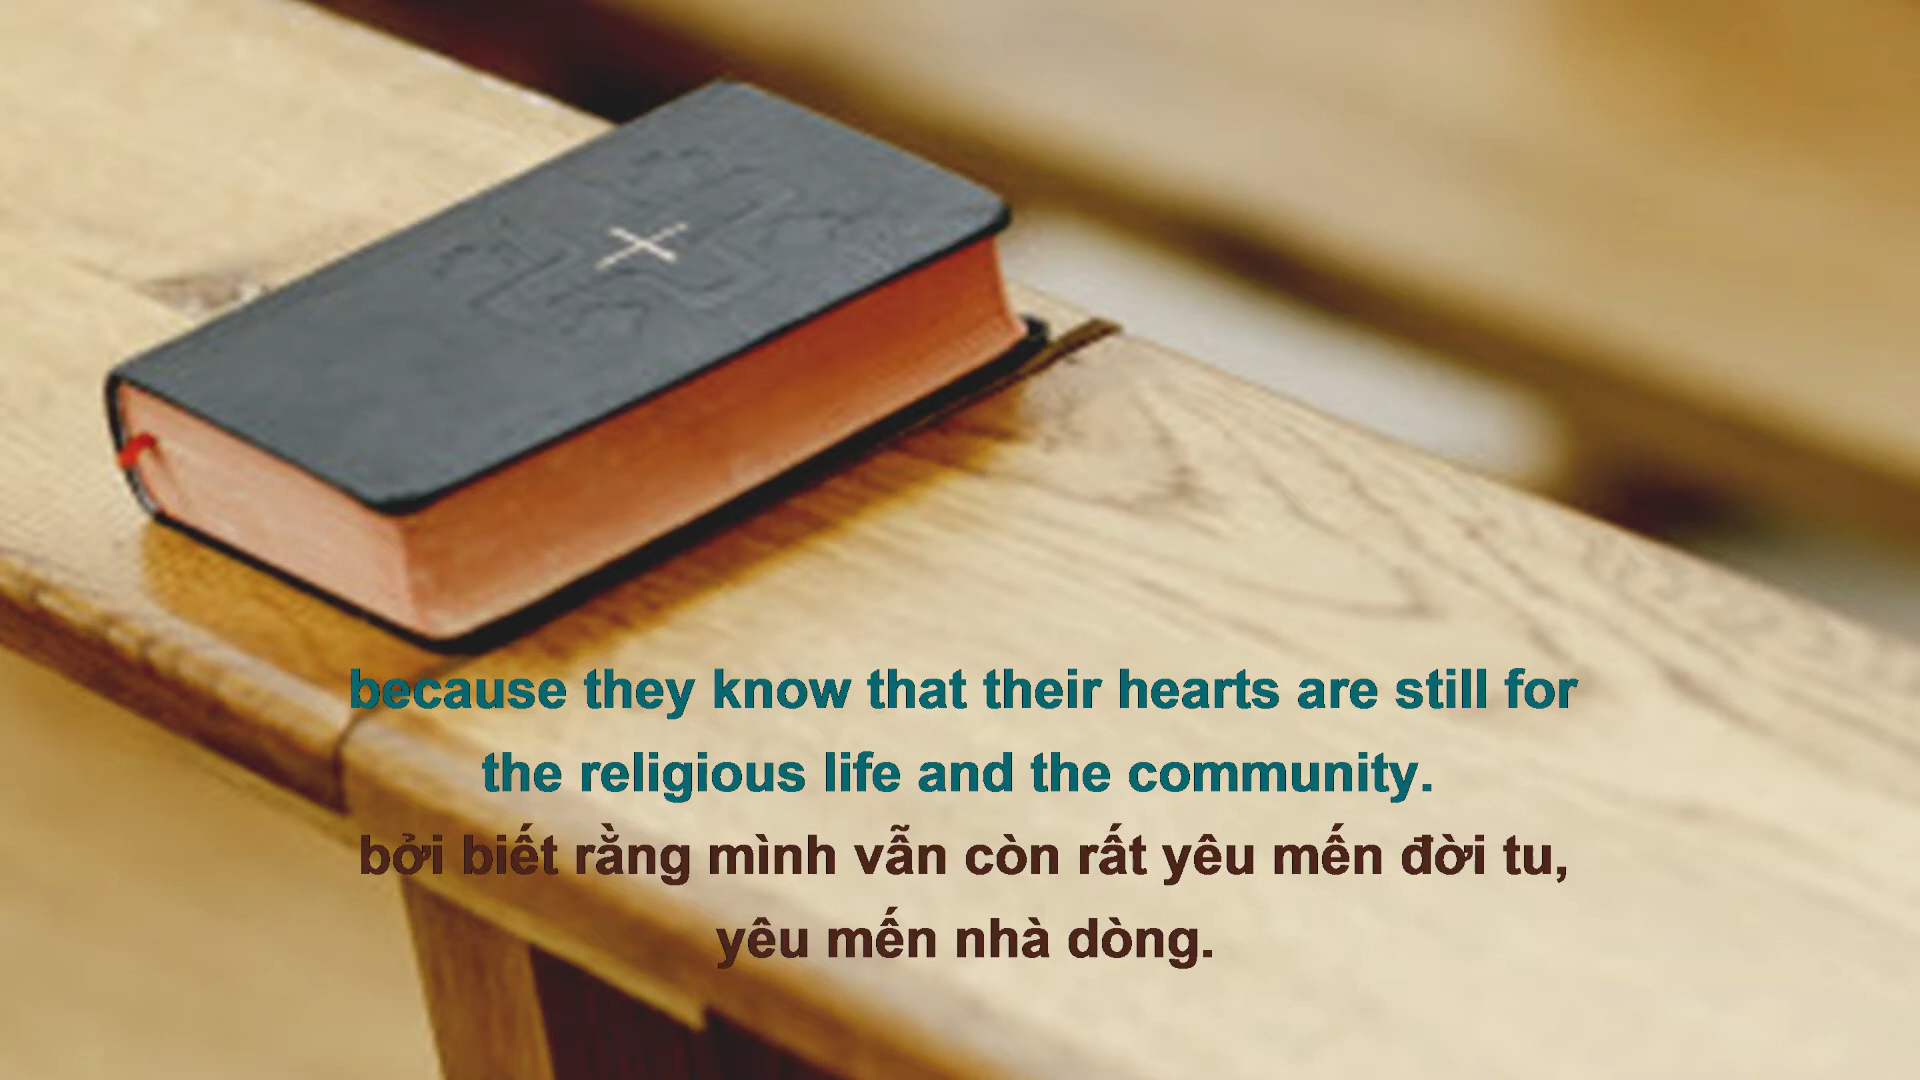 because they know that their hearts are still for
the religious life and the community.
bởi biết rằng mình vẫn còn rất yêu mến đời tu,
yêu mến nhà dòng.